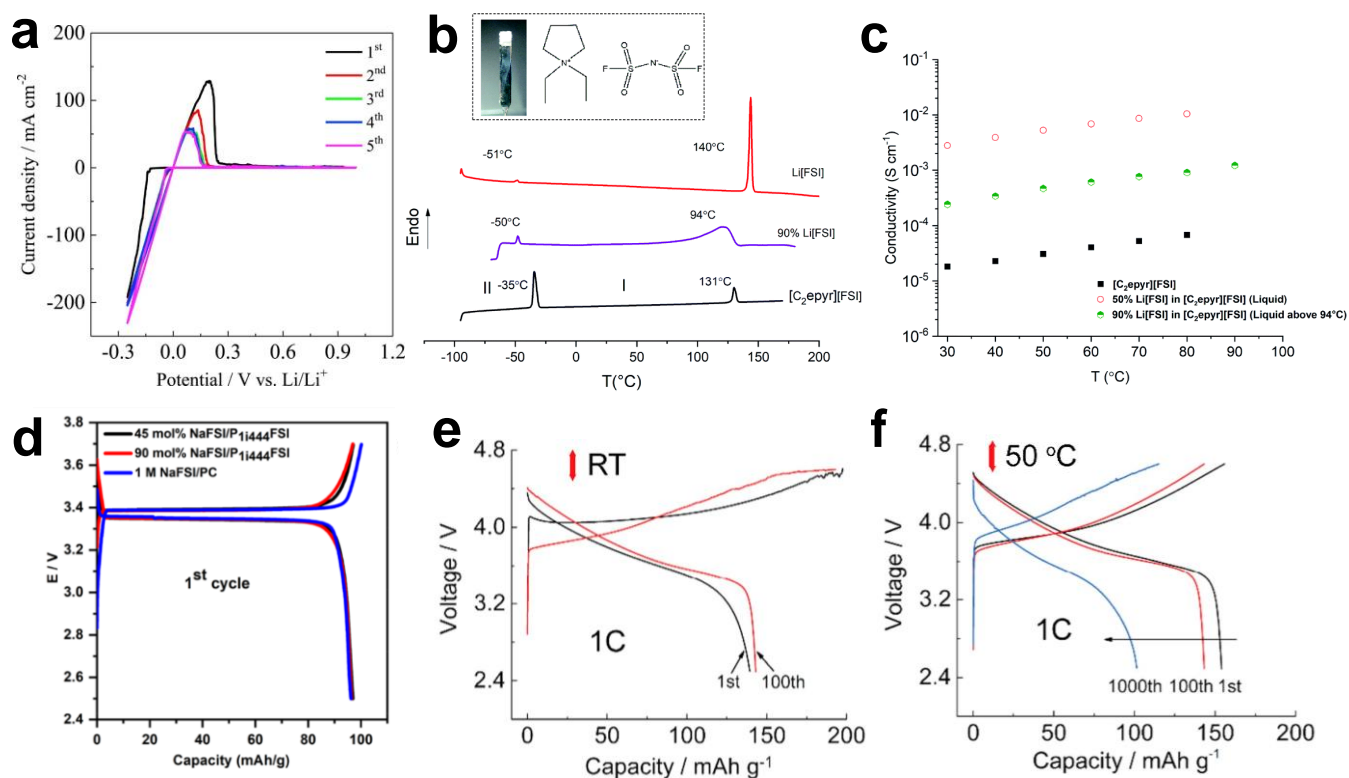 a
200
100
0
-100
-200
Current density / mA cm⁻²
1ˢᵗ
2ⁿᵈ
3ʳᵈ
4ᵗʰ
5ᵗʰ
-0.3 0.0 0.3 0.6 0.9 1.2
Potential / V vs. Li/Li⁺
b
N⁺
O O
F S N⁻ S F
O O
-51°C 140°C
Li[FSI]
-50°C 94°C
90% Li[FSI]
II -35°C I 131°C
[C₂epyr][FSI]
Endo
-100 -50 0 50 100 150 200
T(°C)
c
10⁻¹
10⁻²
10⁻³
10⁻⁴
10⁻⁵
10⁻⁶
Conductivity (S cm⁻¹)
[C₂epyr][FSI]
50% Li[FSI] in [C₂epyr][FSI] (Liquid)
90% Li[FSI] in [C₂epyr][FSI] (Liquid above 94°C)
30 40 50 60 70 80 90 100
T (°C)
d
3.8
3.6
3.4
3.2
3.0
2.8
2.6
2.4
E / V
45 mol% NaFSI/P₁ᵢ₄₄₄FSI
90 mol% NaFSI/P₁ᵢ₄₄₄FSI
1 M NaFSI/PC
1ˢᵗ cycle
0 20 40 60 80 100
Capacity (mAh/g)
e
4.8
4.0
3.2
2.4
Voltage / V
RT
1C
1st 100th
0 50 100 150 200
Capacity / mAh g⁻¹
f
4.8
4.0
3.2
2.4
Voltage / V
50 °C
1C
1000th 100th 1st
0 50 100 150 200
Capacity / mAh g⁻¹